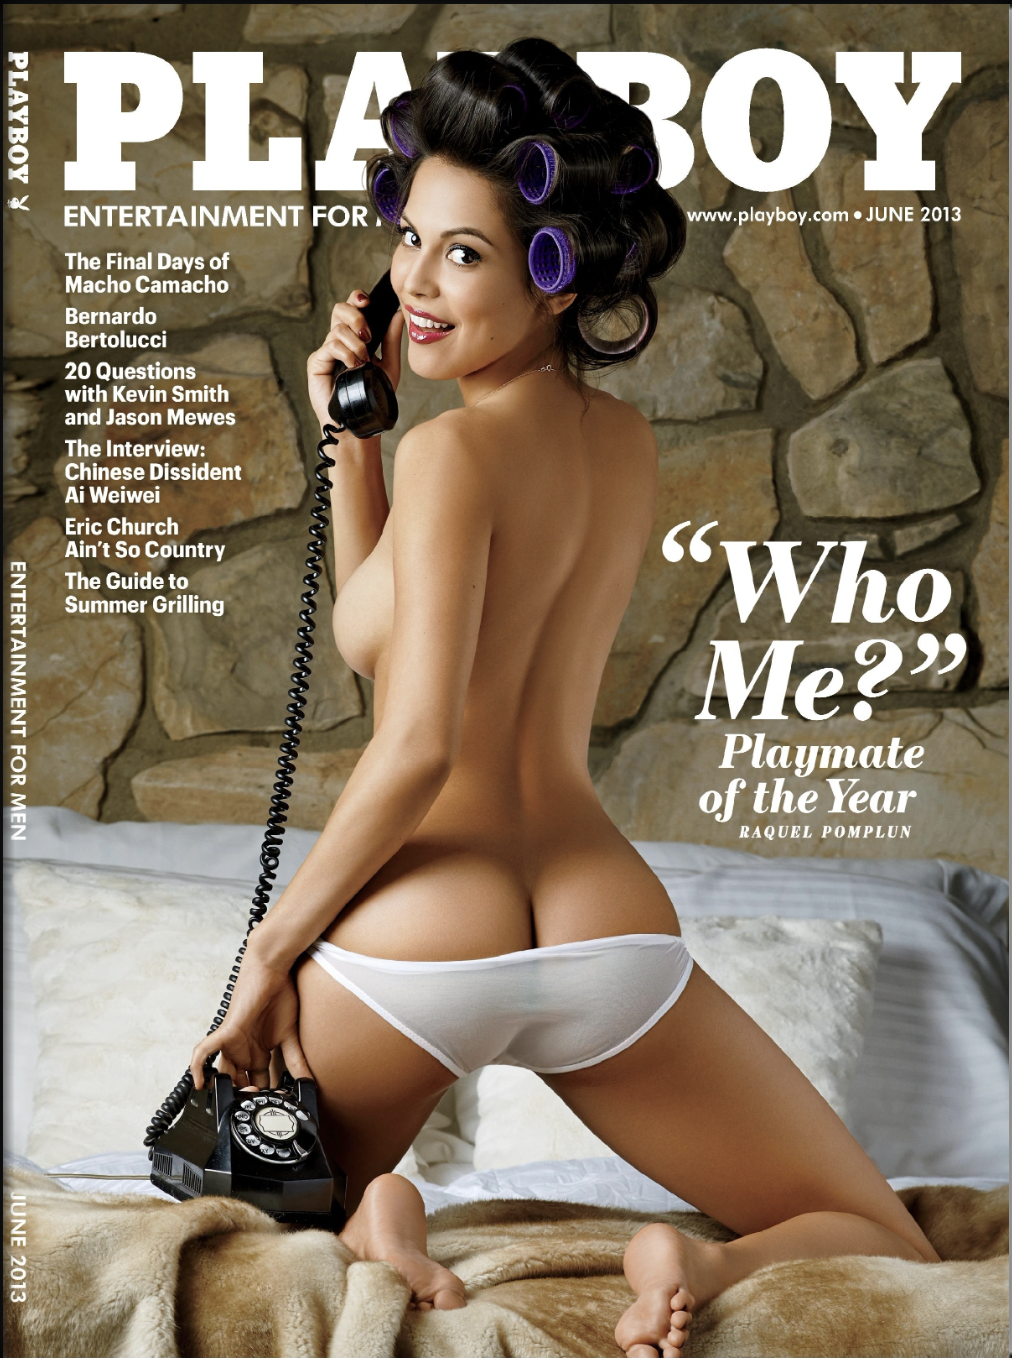 PLAYBOY
ENTERTAINMENT FOR
www.playboy.com • JUNE 2013
The Final Days of
Macho Camacho
Bernardo
Bertolucci
20 Questions
with Kevin Smith
and Jason Mewes
The Interview:
Chinese Dissident
Ai Weiwei
Eric Church
Ain't So Country
The Guide to
Summer Grilling
“Who
Me?”
Playmate
of the Year
RAQUEL POMPLUN
PLAYBOY
ENTERTAINMENT FOR MEN
JUNE 2013